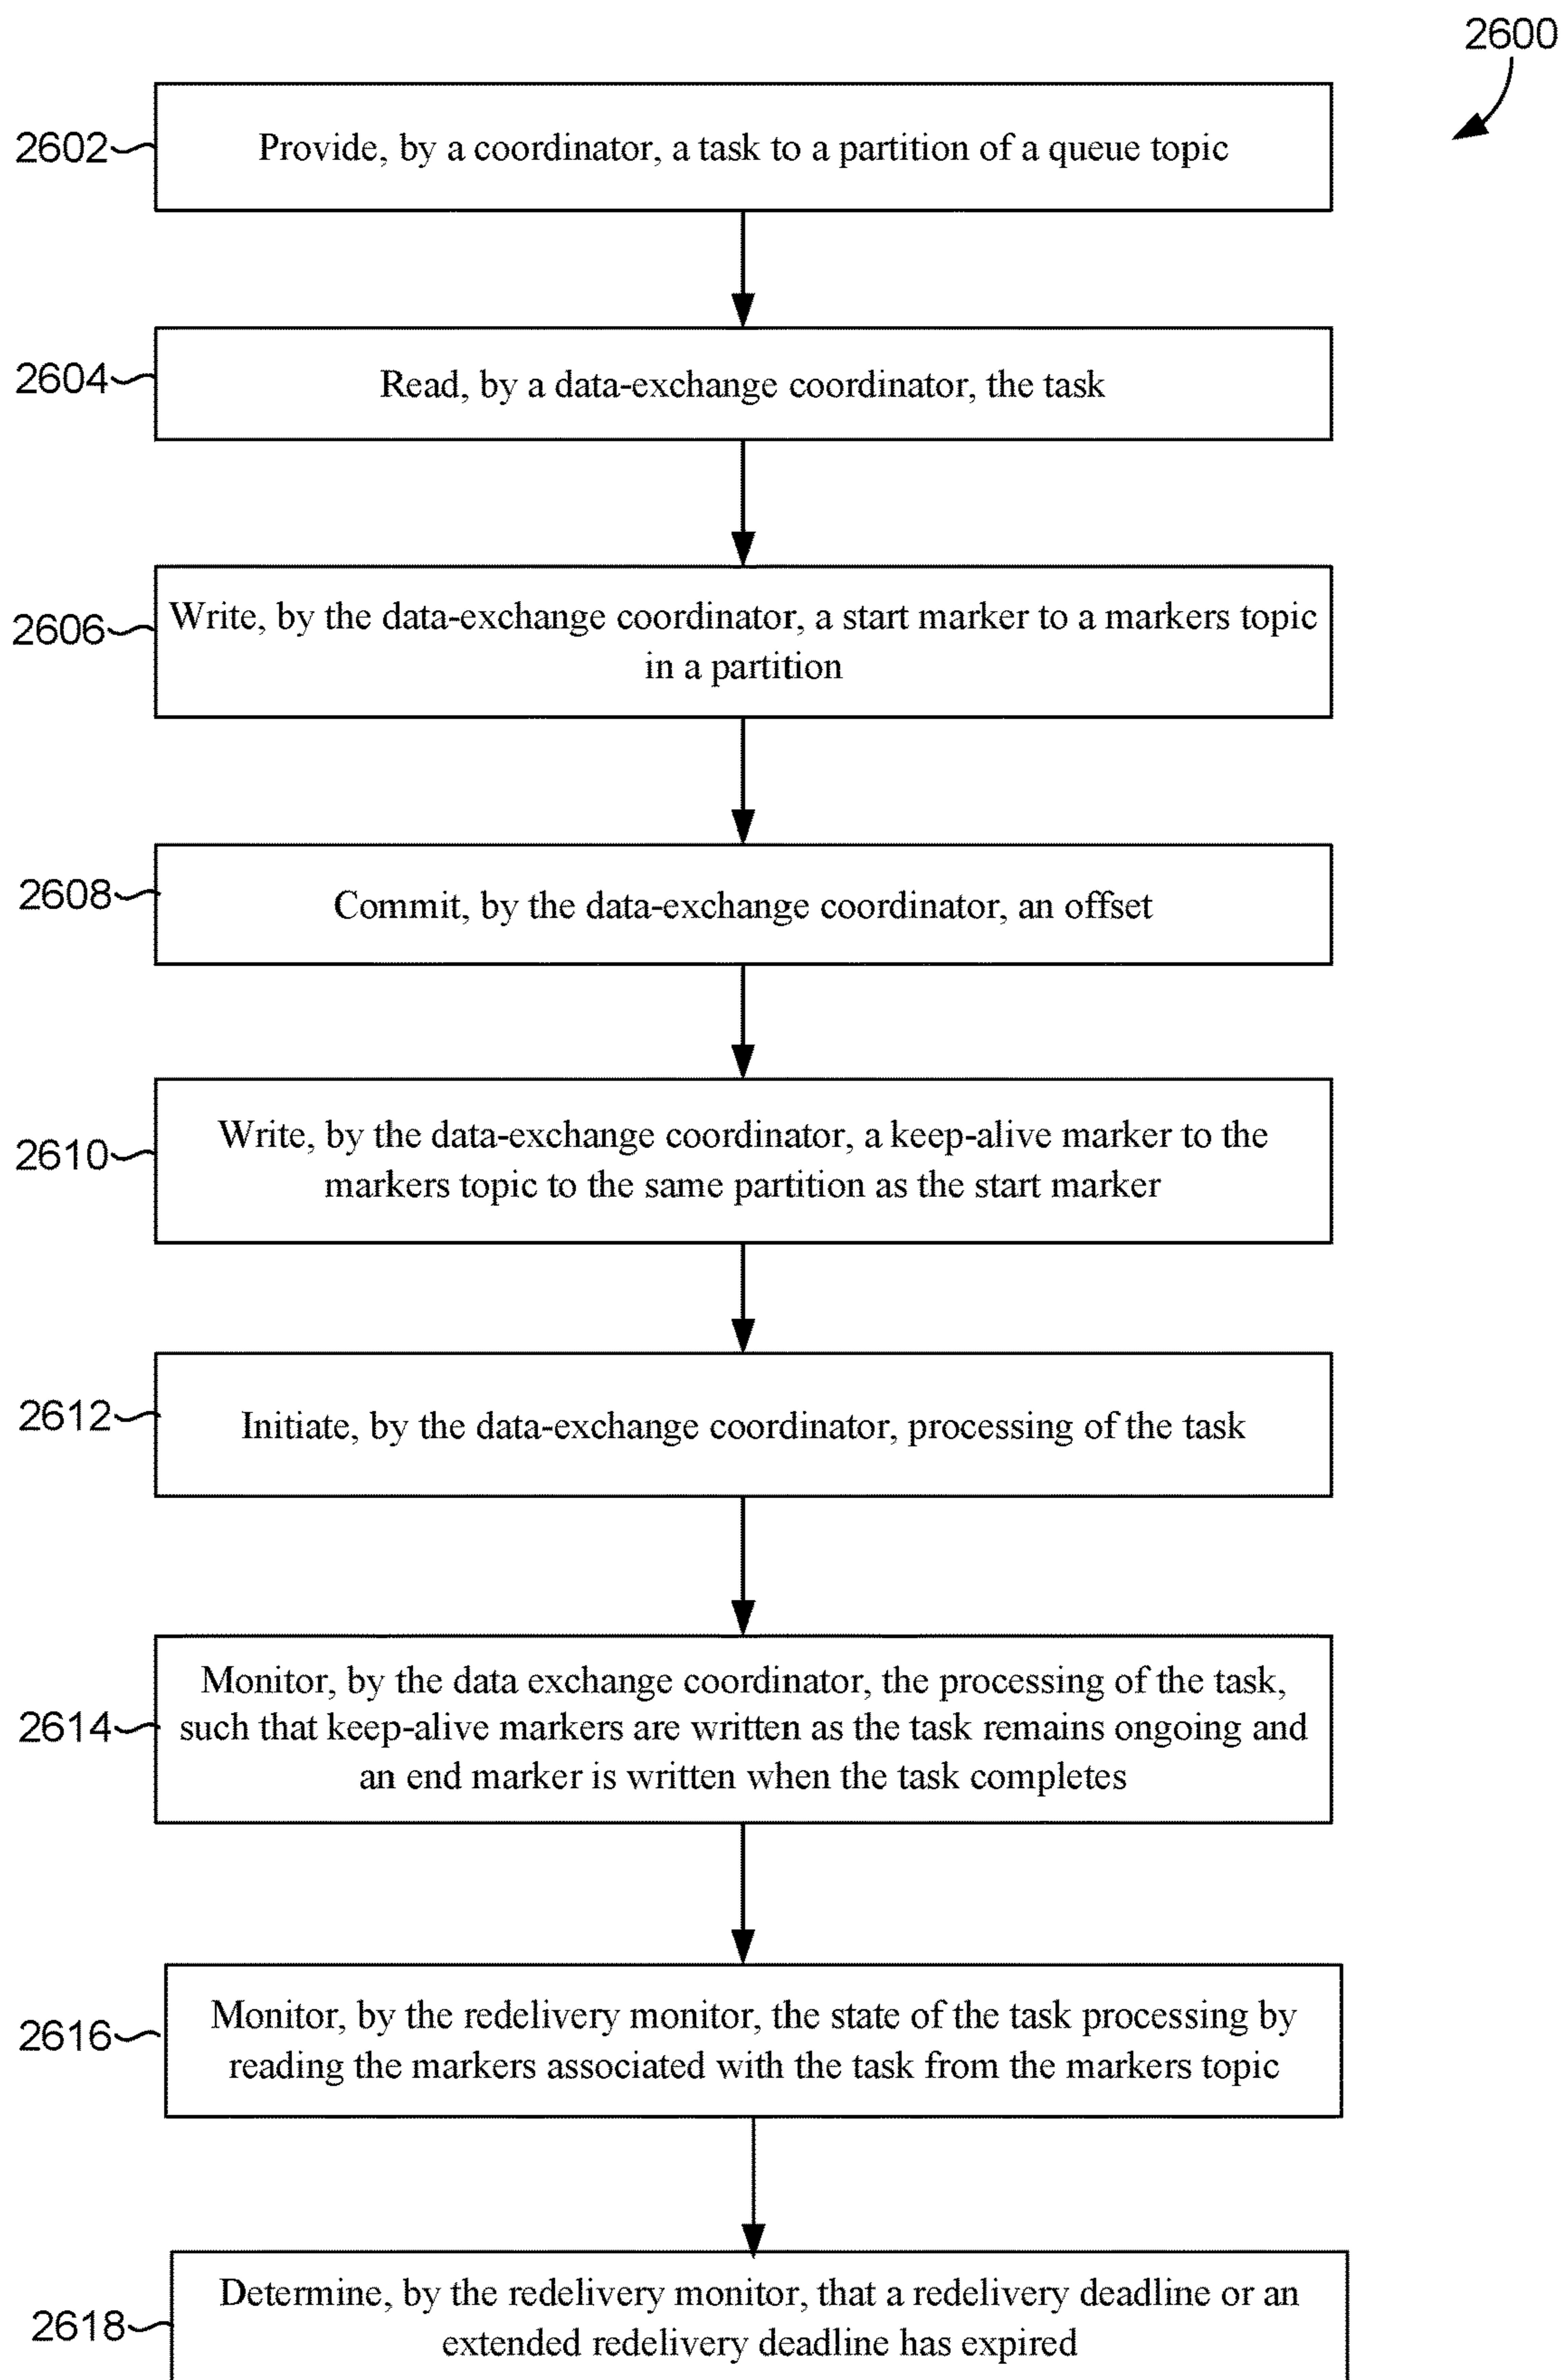 2600
2602
Provide, by a coordinator, a task to a partition of a queue topic
2604
Read, by a data-exchange coordinator, the task
2606
Write, by the data-exchange coordinator, a start marker to a markers topic
in a partition
2608
Commit, by the data-exchange coordinator, an offset
2610
Write, by the data-exchange coordinator, a keep-alive marker to the
markers topic to the same partition as the start marker
2612
Initiate, by the data-exchange coordinator, processing of the task
2614
Monitor, by the data exchange coordinator, the processing of the task,
such that keep-alive markers are written as the task remains ongoing and
an end marker is written when the task completes
2616
Monitor, by the redelivery monitor, the state of the task processing by
reading the markers associated with the task from the markers topic
2618
Determine, by the redelivery monitor, that a redelivery deadline or an
extended redelivery deadline has expired